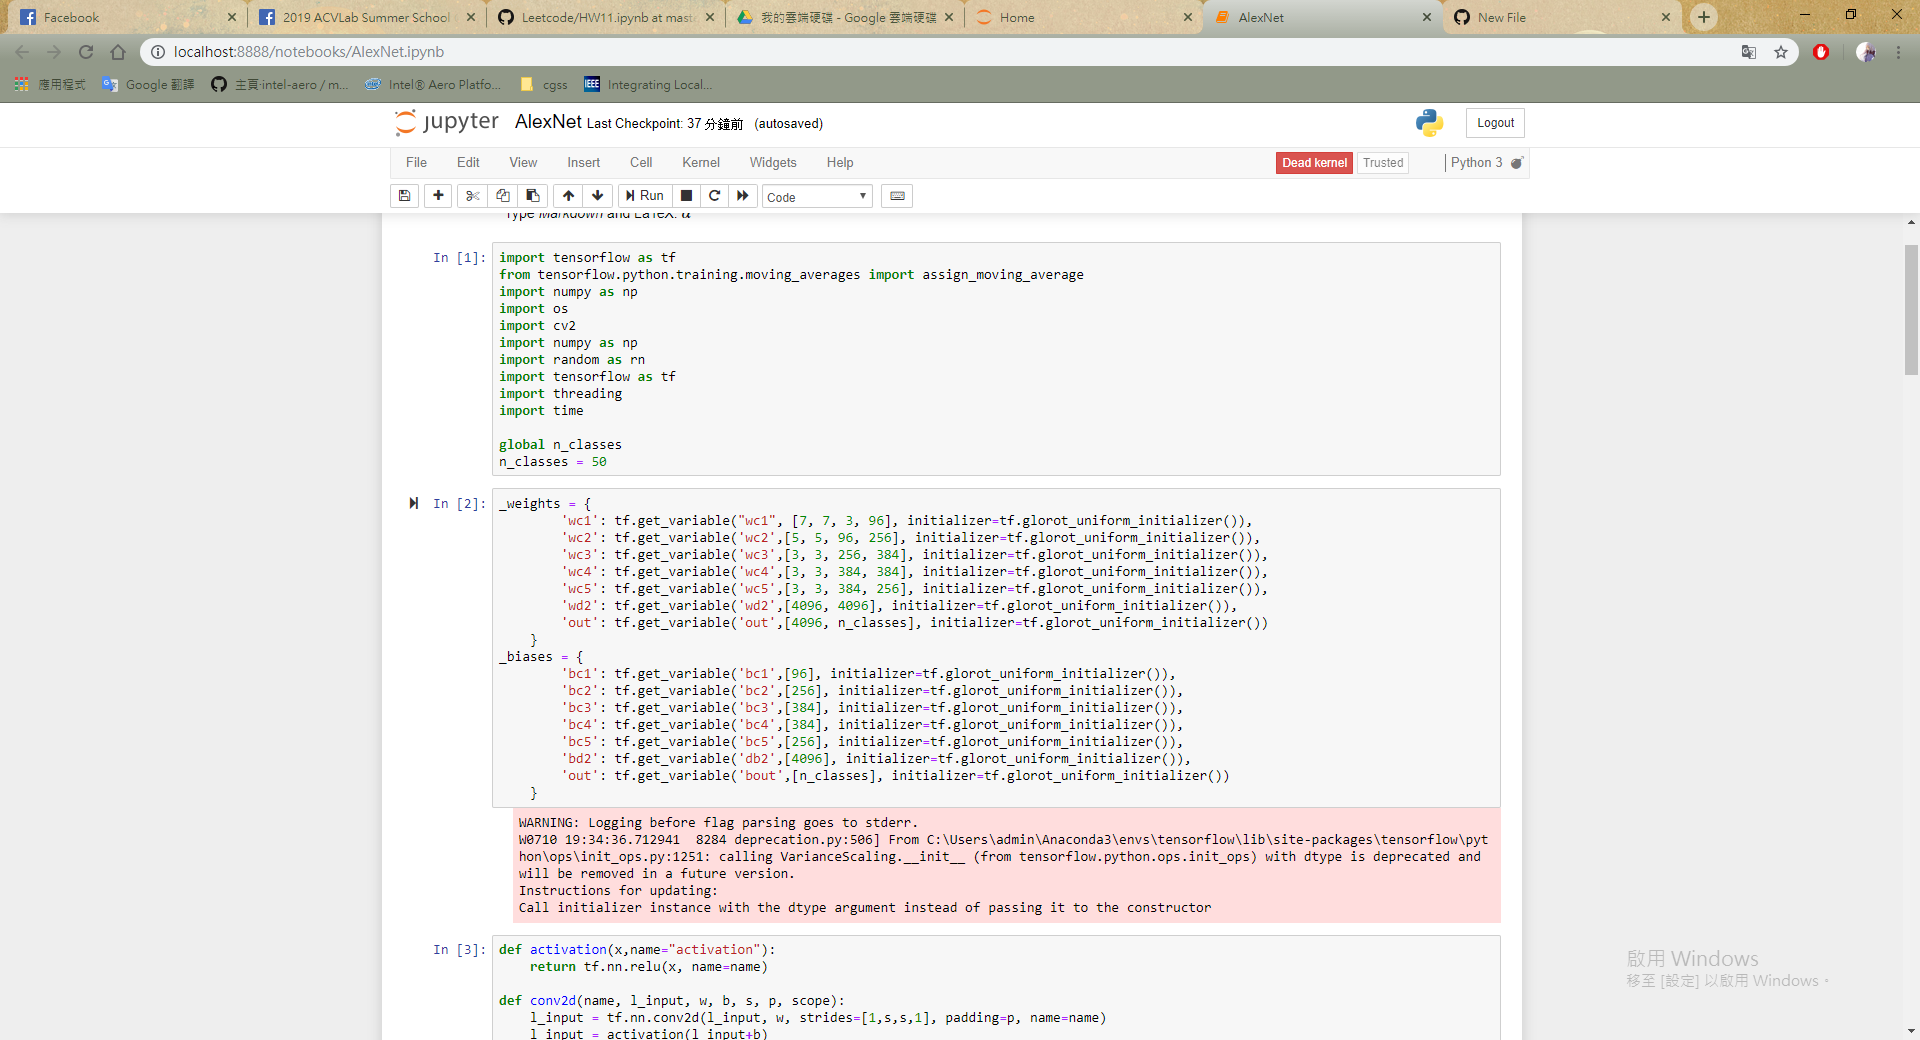 Facebook
2019 ACVLab Summer School
Leetcode/HW11.ipynb at mast
我的雲端硬碟 - Google 雲端硬碟
Home
AlexNet
New File
localhost:8888/notebooks/AlexNet.ipynb
應用程式
Google 翻譯
主頁·intel-aero / m...
Intel® Aero Platfo...
cgss
IEEE
Integrating Local...
jupyter
AlexNet Last Checkpoint: 37 分鐘前 (autosaved)
Logout
File Edit View Insert Cell Kernel Widgets Help
Dead kernel
Trusted
Python 3
Run
Code
Type Markdown and LaTeX: α
In [1]:
import tensorflow as tf
from tensorflow.python.training.moving_averages import assign_moving_average
import numpy as np
import os
import cv2
import numpy as np
import random as rn
import tensorflow as tf
import threading
import time
global n_classes
n_classes = 50
In [2]:
_weights = {
'wc1': tf.get_variable("wc1", [7, 7, 3, 96], initializer=tf.glorot_uniform_initializer()),
'wc2': tf.get_variable('wc2',[5, 5, 96, 256], initializer=tf.glorot_uniform_initializer()),
'wc3': tf.get_variable('wc3',[3, 3, 256, 384], initializer=tf.glorot_uniform_initializer()),
'wc4': tf.get_variable('wc4',[3, 3, 384, 384], initializer=tf.glorot_uniform_initializer()),
'wc5': tf.get_variable('wc5',[3, 3, 384, 256], initializer=tf.glorot_uniform_initializer()),
'wd2': tf.get_variable('wd2',[4096, 4096], initializer=tf.glorot_uniform_initializer()),
'out': tf.get_variable('out',[4096, n_classes], initializer=tf.glorot_uniform_initializer())
}
_biases = {
'bc1': tf.get_variable('bc1',[96], initializer=tf.glorot_uniform_initializer()),
'bc2': tf.get_variable('bc2',[256], initializer=tf.glorot_uniform_initializer()),
'bc3': tf.get_variable('bc3',[384], initializer=tf.glorot_uniform_initializer()),
'bc4': tf.get_variable('bc4',[384], initializer=tf.glorot_uniform_initializer()),
'bc5': tf.get_variable('bc5',[256], initializer=tf.glorot_uniform_initializer()),
'bd2': tf.get_variable('db2',[4096], initializer=tf.glorot_uniform_initializer()),
'out': tf.get_variable('bout',[n_classes], initializer=tf.glorot_uniform_initializer())
}
WARNING: Logging before flag parsing goes to stderr.
W0710 19:34:36.712941  8284 deprecation.py:506] From C:\Users\admin\Anaconda3\envs\tensorflow\lib\site-packages\tensorflow\pyt
hon\ops\init_ops.py:1251: calling VarianceScaling.__init__ (from tensorflow.python.ops.init_ops) with dtype is deprecated and
will be removed in a future version.
Instructions for updating:
Call initializer instance with the dtype argument instead of passing it to the constructor
In [3]:
def activation(x,name="activation"):
return tf.nn.relu(x, name=name)
def conv2d(name, l_input, w, b, s, p, scope):
l_input = tf.nn.conv2d(l_input, w, strides=[1,s,s,1], padding=p, name=name)
l_input = activation(l_input+b)
啟用 Windows
移至 [設定] 以啟用 Windows。